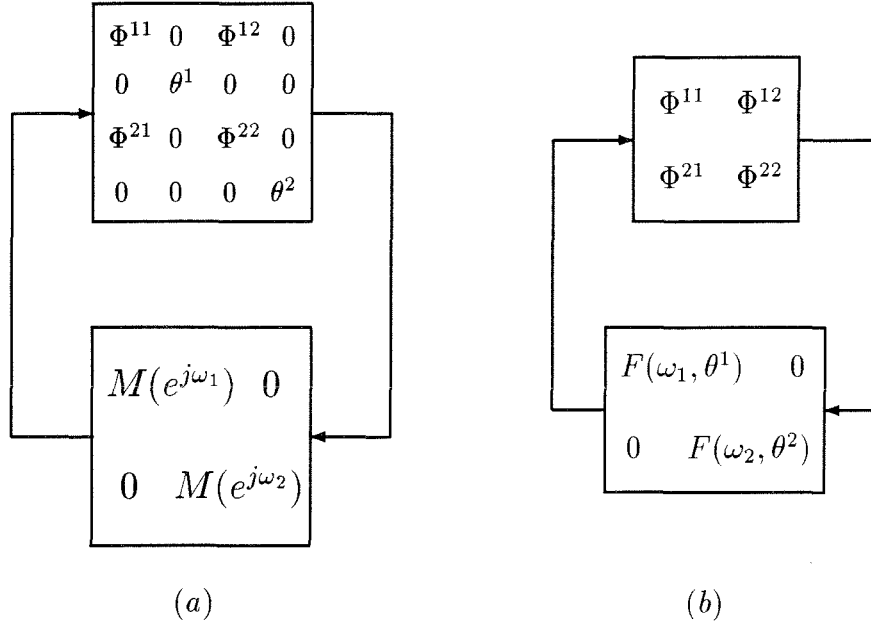 Φ¹¹ 0 Φ¹² 0
0 θ¹ 0 0
Φ²¹ 0 Φ²² 0
0 0 0 θ²
M(e^{jω₁}) 0
0 M(e^{jω₂})
(a)
Φ¹¹ Φ¹²
Φ²¹ Φ²²
F(ω₁, θ¹) 0
0 F(ω₂, θ²)
(b)